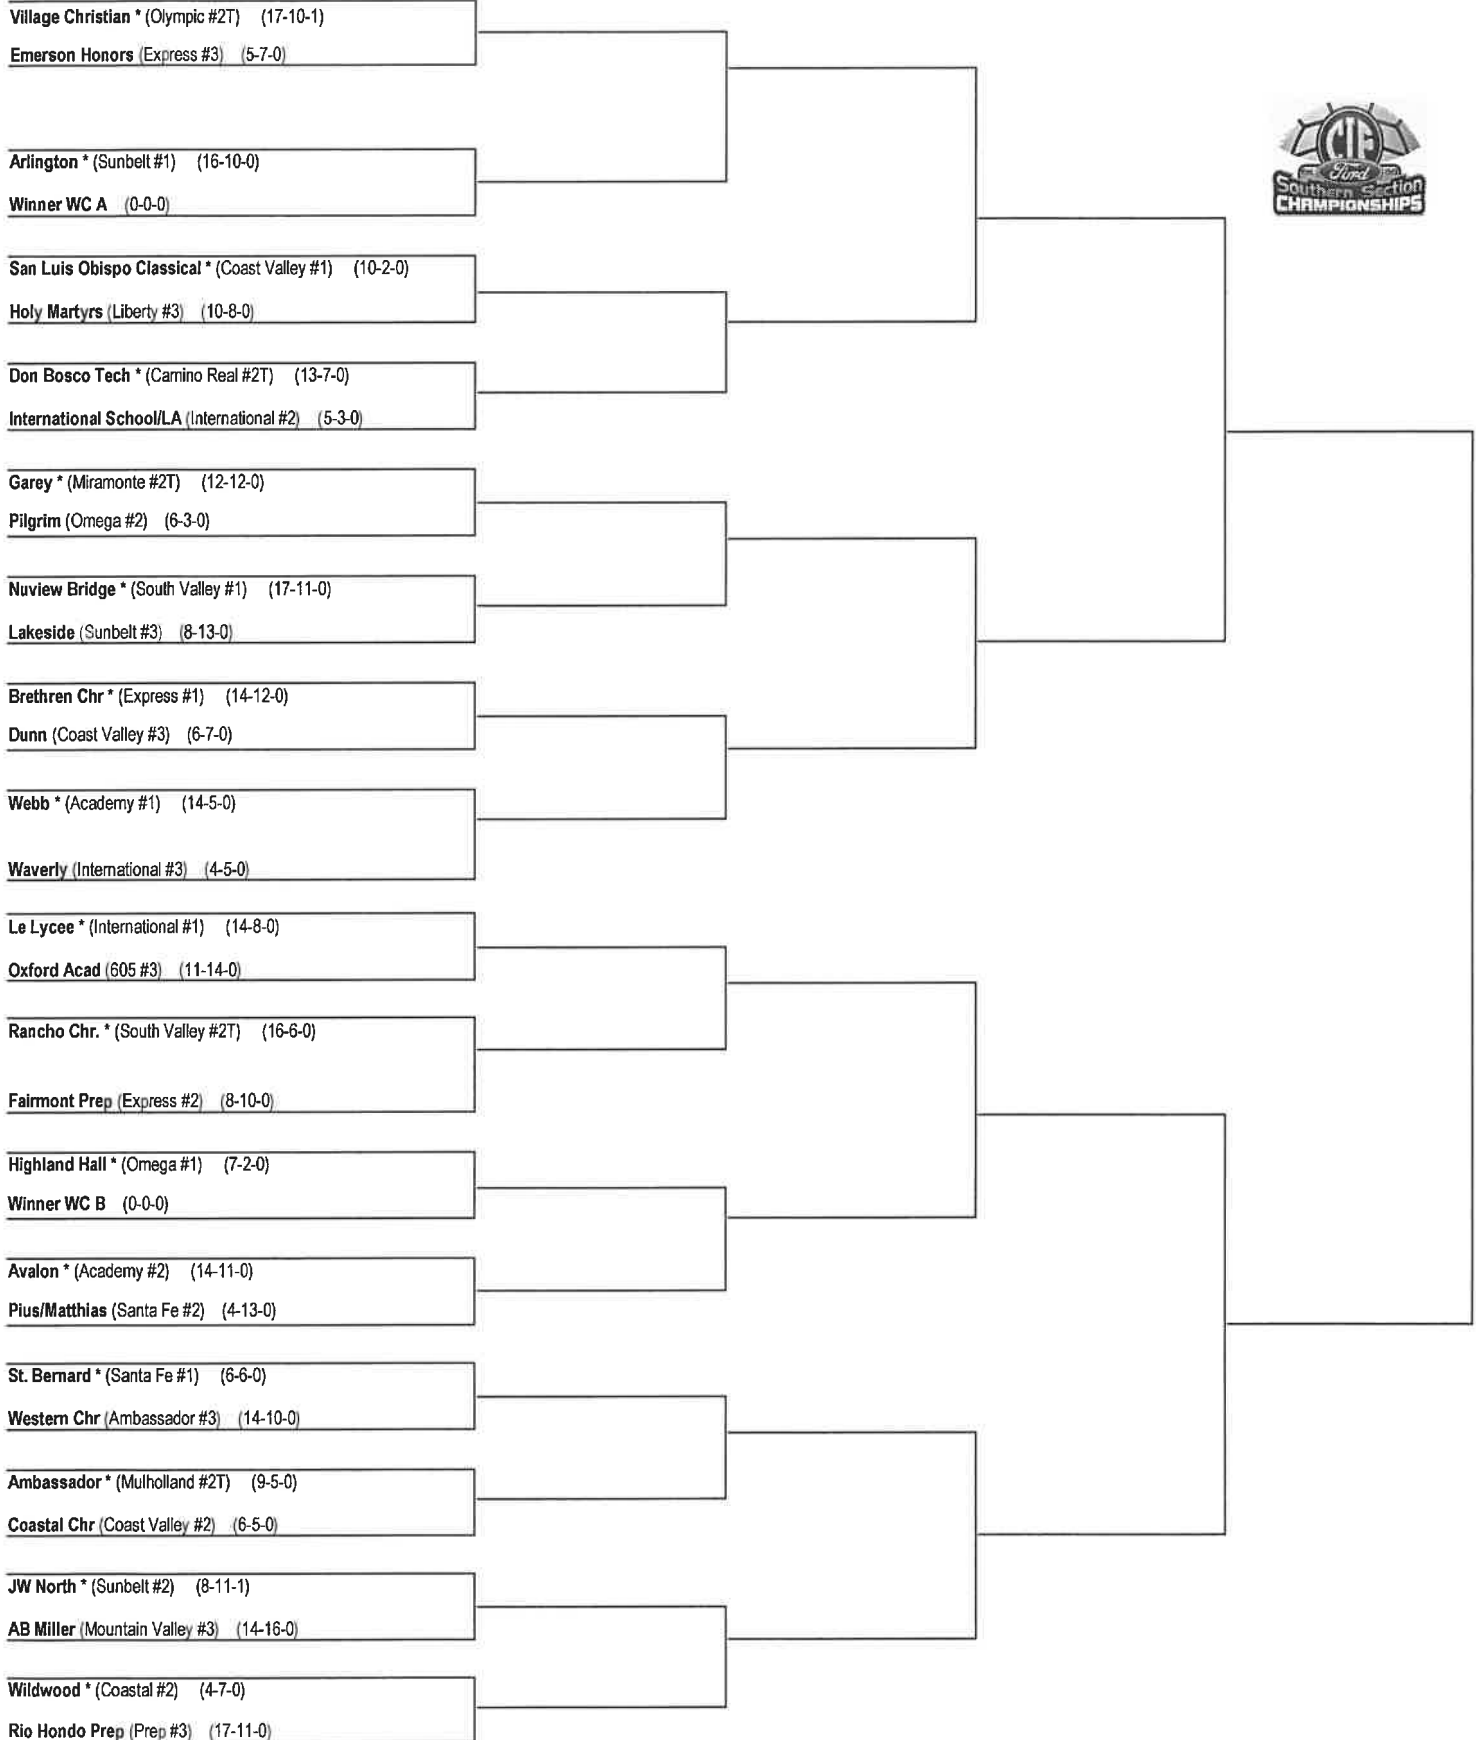 Village Christian * (Olympic #2T) (17-10-1)
Emerson Honors (Express #3) (5-7-0)
Arlington * (Sunbelt #1) (16-10-0)
Winner WC A (0-0-0)
San Luis Obispo Classical * (Coast Valley #1) (10-2-0)
Holy Martyrs (Liberty #3) (10-8-0)
Don Bosco Tech * (Camino Real #2T) (13-7-0)
International School/LA (International #2) (5-3-0)
Garey * (Miramonte #2T) (12-12-0)
Pilgrim (Omega #2) (6-3-0)
Nuview Bridge * (South Valley #1) (17-11-0)
Lakeside (Sunbelt #3) (8-13-0)
Brethren Chr * (Express #1) (14-12-0)
Dunn (Coast Valley #3) (6-7-0)
Webb * (Academy #1) (14-5-0)
Waverly (International #3) (4-5-0)
Le Lycee * (International #1) (14-8-0)
Oxford Acad (605 #3) (11-14-0)
Rancho Chr. * (South Valley #2T) (16-6-0)
Fairmont Prep (Express #2) (8-10-0)
Highland Hall * (Omega #1) (7-2-0)
Winner WC B (0-0-0)
Avalon * (Academy #2) (14-11-0)
Pius/Matthias (Santa Fe #2) (4-13-0)
St. Bernard * (Santa Fe #1) (6-6-0)
Western Chr (Ambassador #3) (14-10-0)
Ambassador * (Mulholland #2T) (9-5-0)
Coastal Chr (Coast Valley #2) (6-5-0)
JW North * (Sunbelt #2) (8-11-1)
AB Miller (Mountain Valley #3) (14-16-0)
Wildwood * (Coastal #2) (4-7-0)
Rio Hondo Prep (Prep #3) (17-11-0)
CIF
Ford
Southern Section
CHAMPIONSHIPS